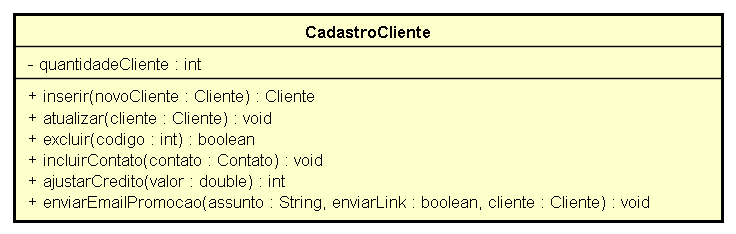 CadastroCliente
- quantidadeCliente : int
+ inserir(novoCliente : Cliente) : Cliente
+ atualizar(cliente : Cliente) : void
+ excluir(codigo : int) : boolean
+ incluirContato(contato : Contato) : void
+ ajustarCredito(valor : double) : int
+ enviarEmailPromocao(assunto : String, enviarLink : boolean, cliente : Cliente) : void